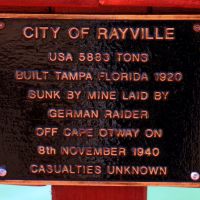 CITY OF RAYVILLE
USA 5883 TONS
BUILT TAMPA FLORIDA 1920
SUNK BY MINE LAID BY
GERMAN RAIDER
OFF CAPE OTWAY ON
8th NOVEMBER 1940
CASUALTIES UNKNOWN